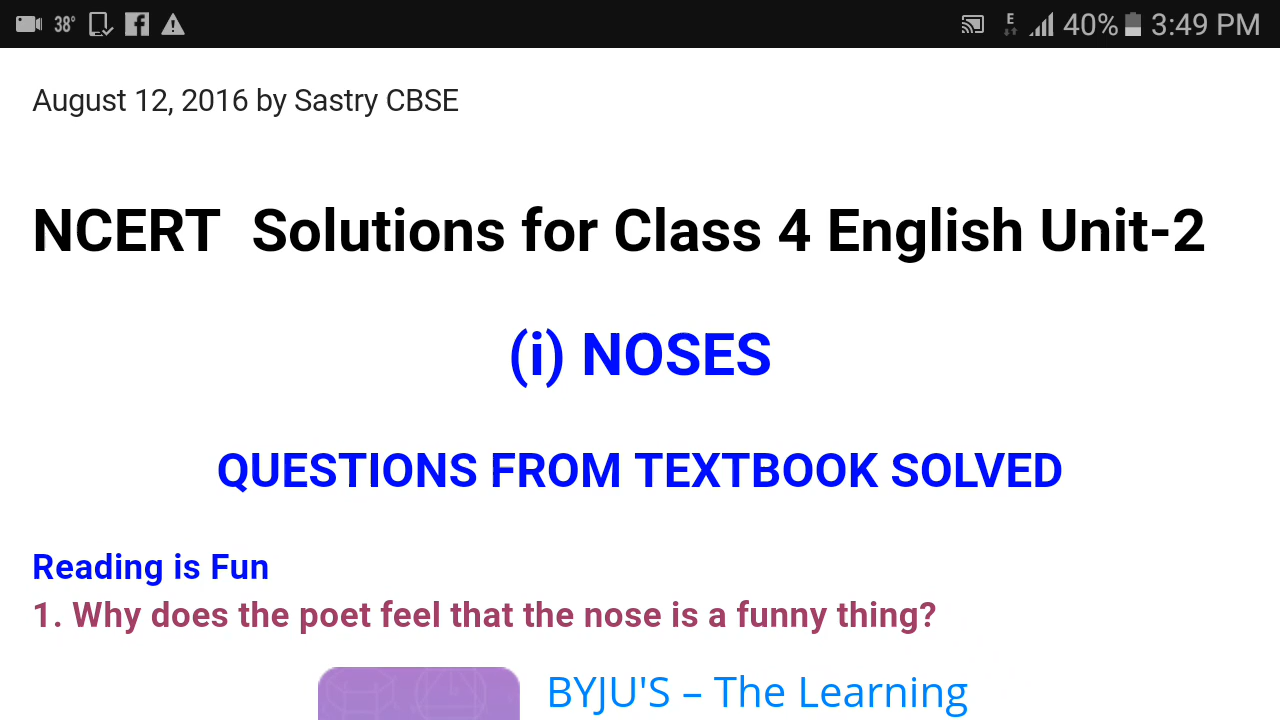 38° E 40% 3:49 PM
August 12, 2016 by Sastry CBSE
NCERT Solutions for Class 4 English Unit-2
(i) NOSES
QUESTIONS FROM TEXTBOOK SOLVED
Reading is Fun
1. Why does the poet feel that the nose is a funny thing?
BYJU'S – The Learning